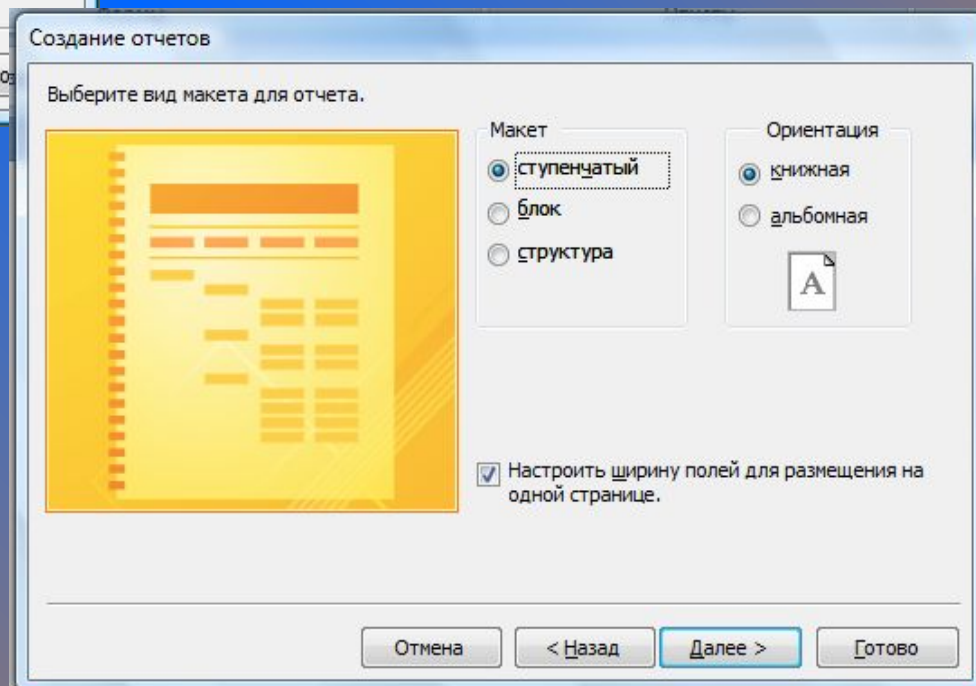 Создание отчетов
Выберите вид макета для отчета.
Макет
ступенчатый
блок
структура
Ориентация
книжная
альбомная
A
Настроить ширину полей для размещения на
одной странице.
Отмена
< Назад
Далее >
Готово